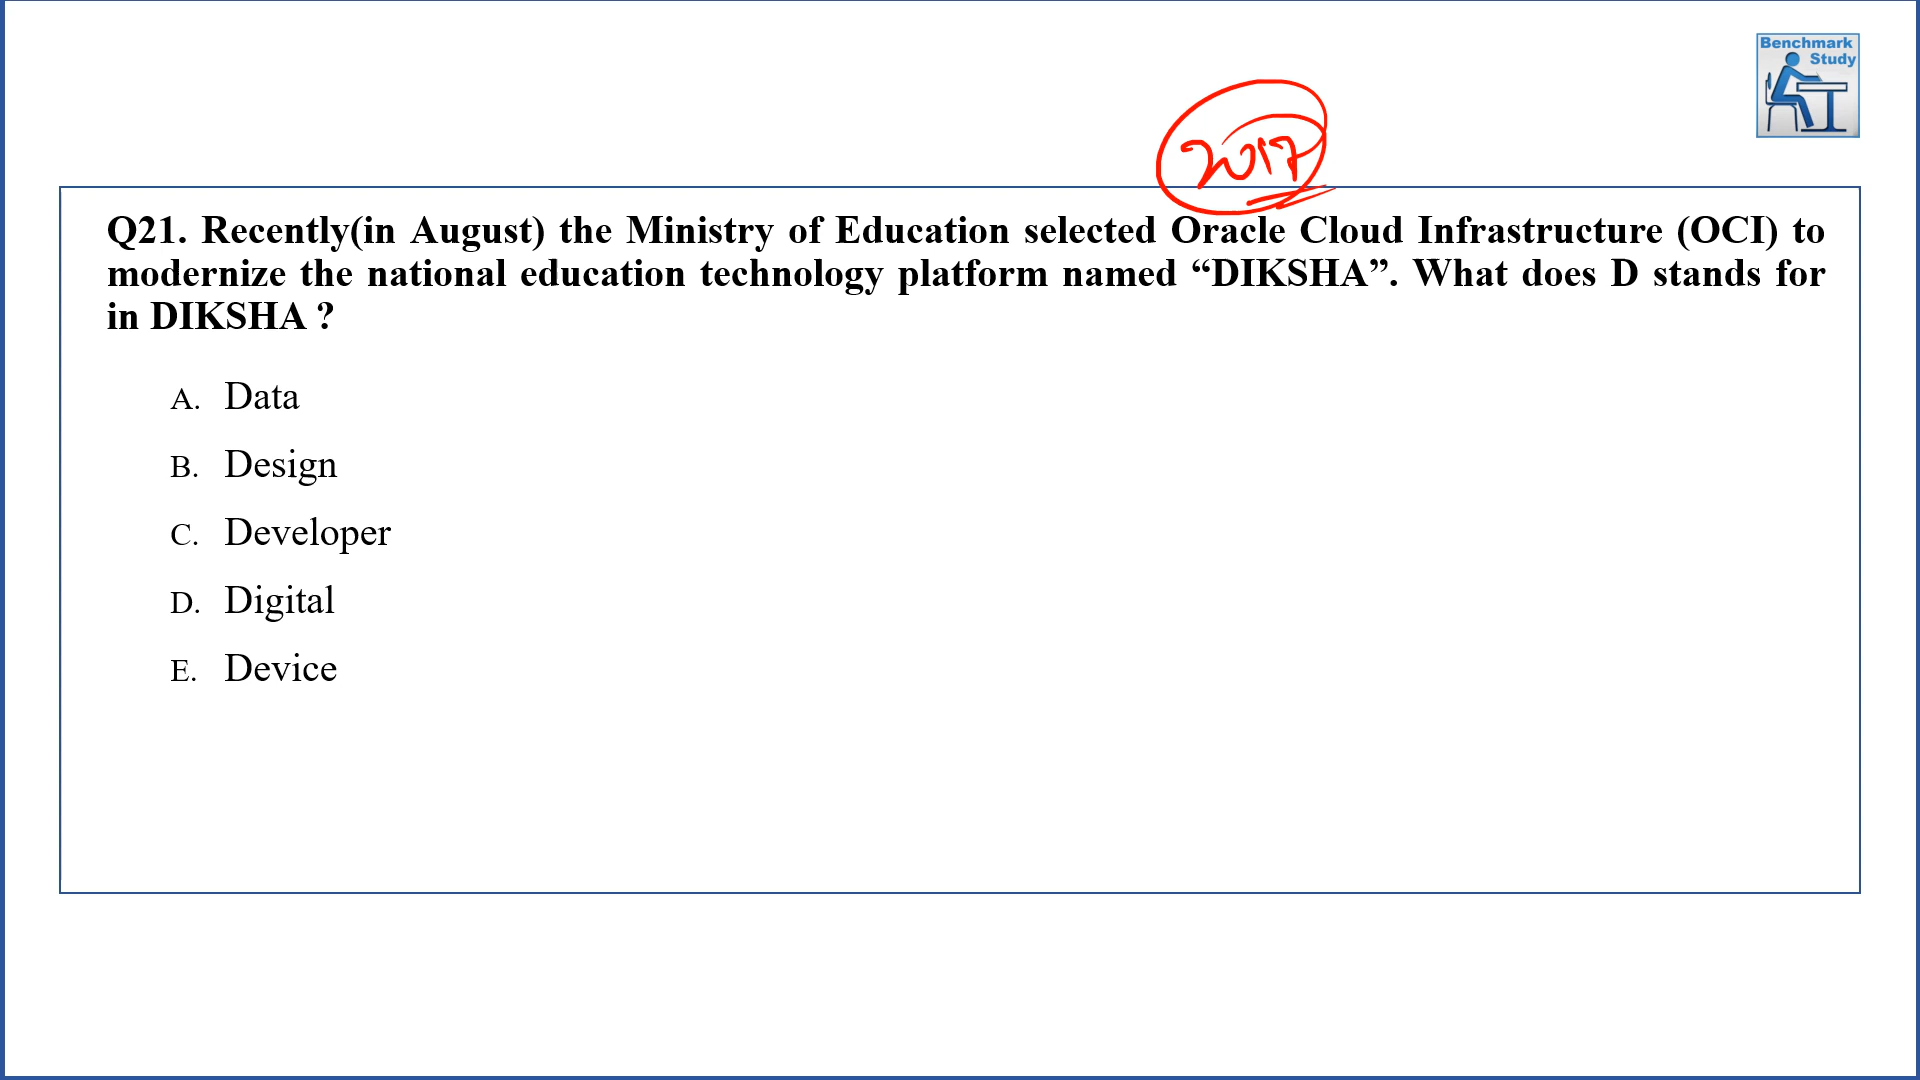 Benchmark
Study
2017
Q21. Recently(in August) the Ministry of Education selected Oracle Cloud Infrastructure (OCI) to
modernize the national education technology platform named “DIKSHA”. What does D stands for
in DIKSHA ?
A. Data
B. Design
C. Developer
D. Digital
E. Device